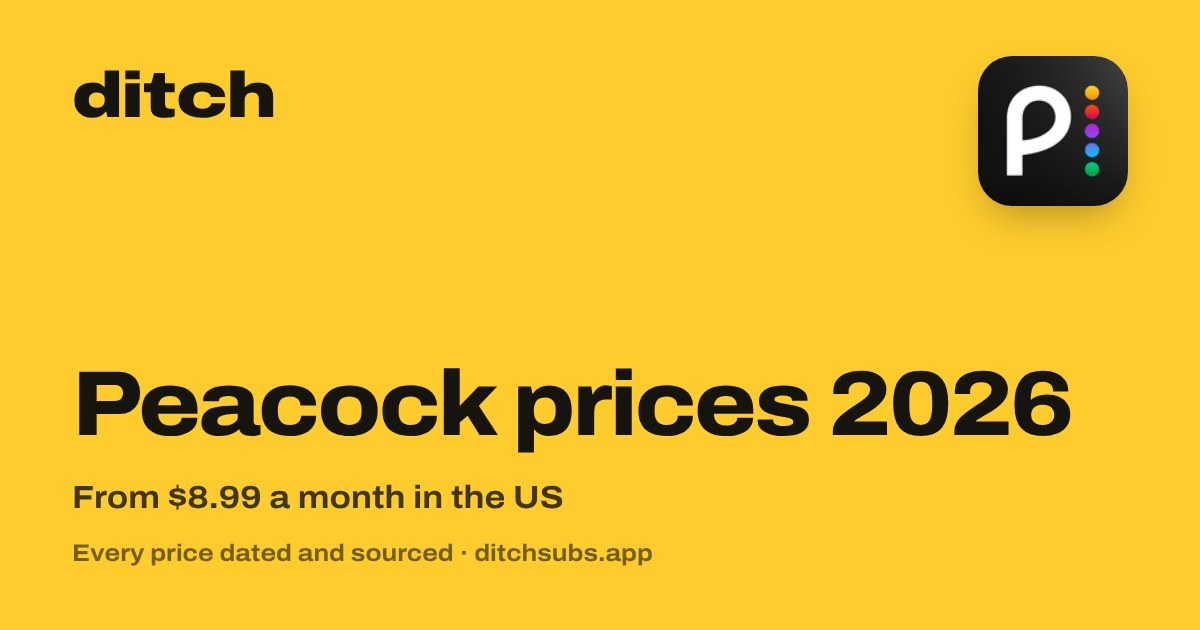 ditch
P
Peacock prices 2026
From $8.99 a month in the US
Every price dated and sourced · ditchsubs.app